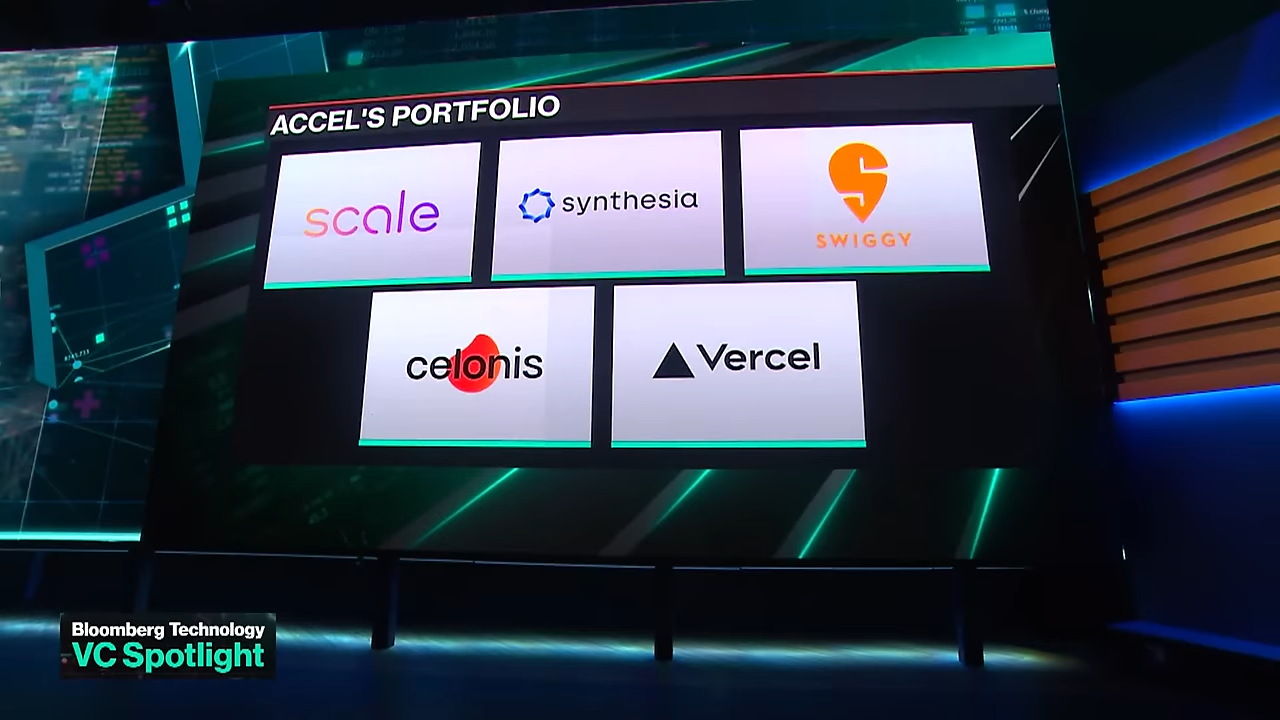 ACCEL'S PORTFOLIO
scale
synthesia
SWIGGY
celonis
Vercel
Bloomberg Technology
VC Spotlight